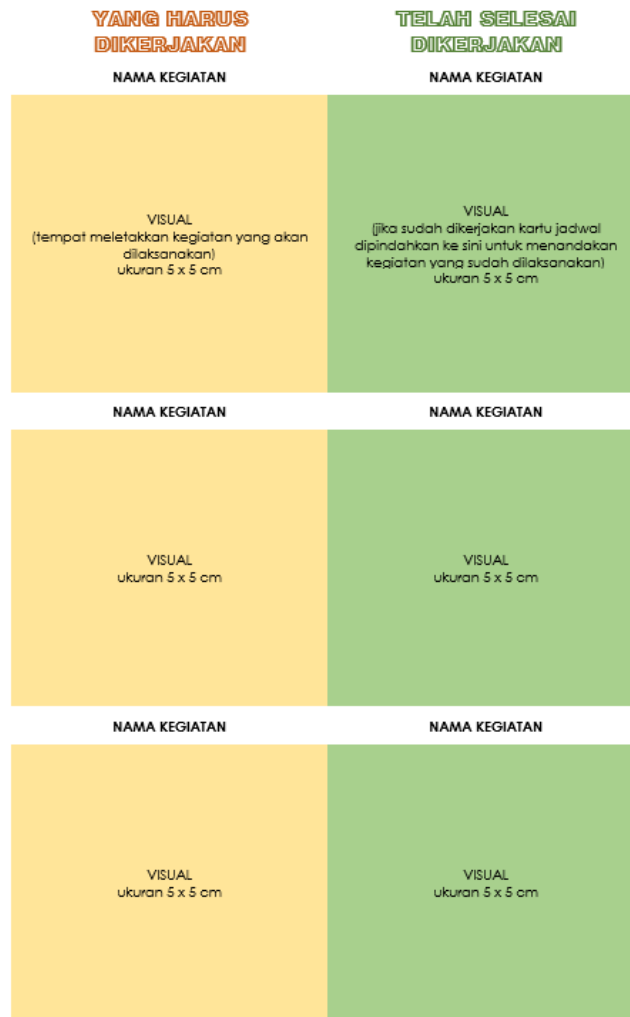 YANG HARUS
DIKERJAKAN
TELAH SELESAI
DIKERJAKAN
NAMA KEGIATAN
NAMA KEGIATAN
VISUAL
(tempat meletakkan kegiatan yang akan
dilaksanakan)
ukuran 5 x 5 cm
VISUAL
(jika sudah dikerjakan kartu jadwal
dipindahkan ke sini untuk menandakan
kegiatan yang sudah dilaksanakan)
ukuran 5 x 5 cm
NAMA KEGIATAN
NAMA KEGIATAN
VISUAL
ukuran 5 x 5 cm
VISUAL
ukuran 5 x 5 cm
NAMA KEGIATAN
NAMA KEGIATAN
VISUAL
ukuran 5 x 5 cm
VISUAL
ukuran 5 x 5 cm